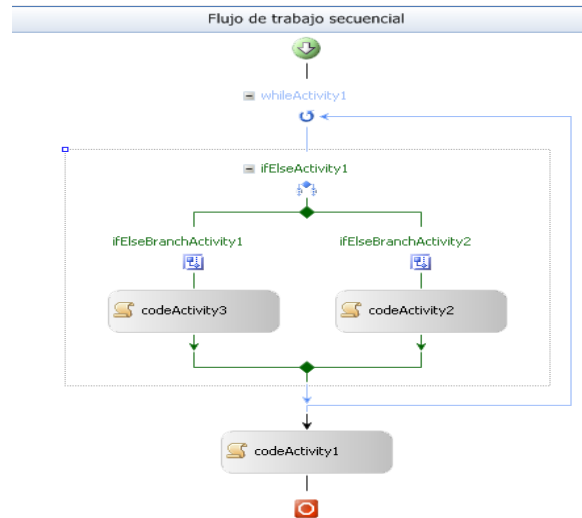 Flujo de trabajo secuencial
whileActivity1
ifElseActivity1
ifElseBranchActivity1
ifElseBranchActivity2
codeActivity3
codeActivity2
codeActivity1